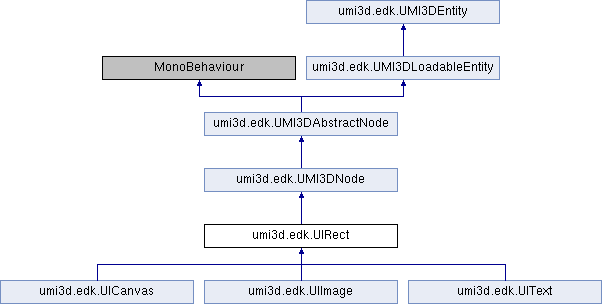 umi3d.edk.UMI3DEntity
MonoBehaviour
umi3d.edk.UMI3DLoadableEntity
umi3d.edk.UMI3DAbstractNode
umi3d.edk.UMI3DNode
umi3d.edk.UIRect
umi3d.edk.UICanvas
umi3d.edk.UIImage
umi3d.edk.UIText